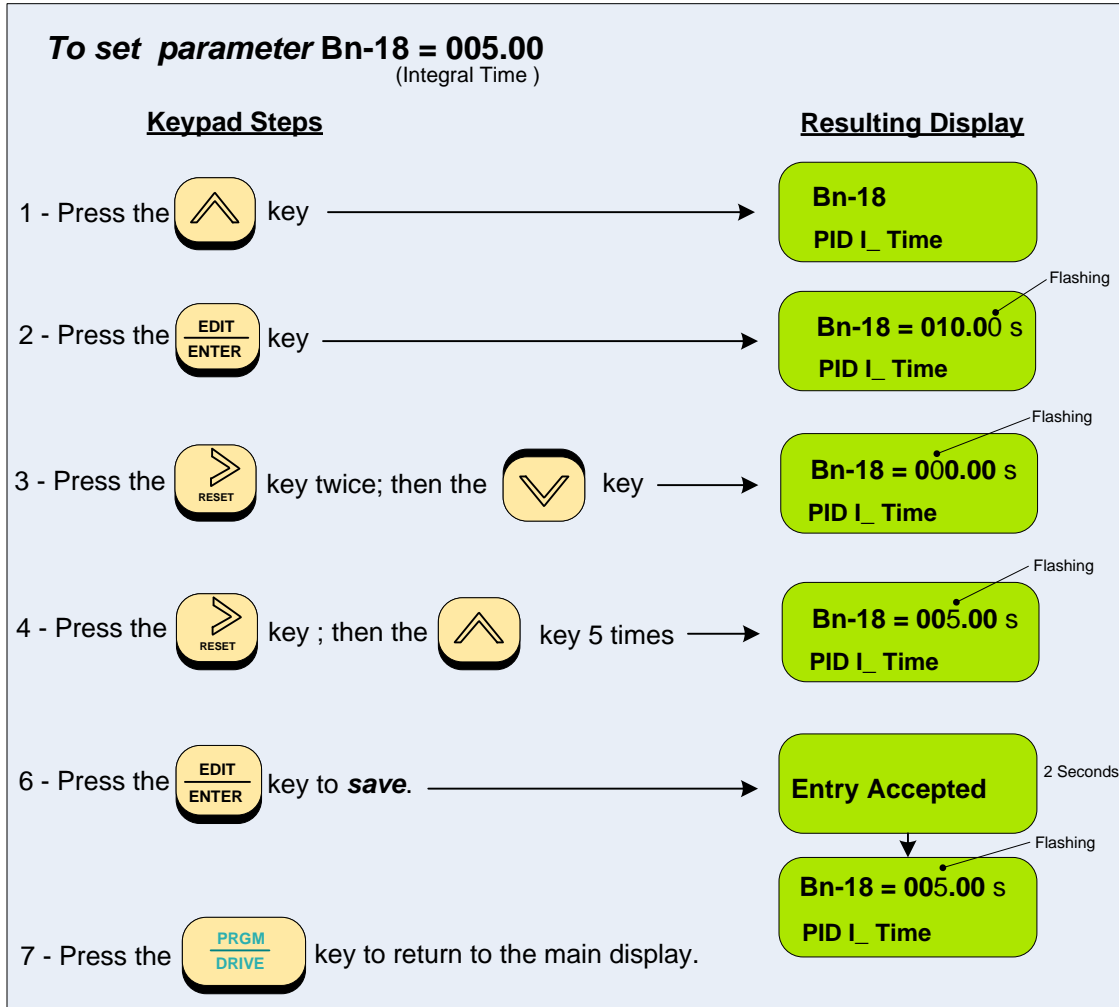 To set parameter Bn-18 = 005.00
(Integral Time )
Keypad Steps
Resulting Display
1 - Press the key
Bn-18
PID I_ Time
Flashing
2 - Press the EDIT ENTER key
Bn-18 = 010.00 s
PID I_ Time
Flashing
3 - Press the RESET key twice; then the key
Bn-18 = 000.00 s
PID I_ Time
Flashing
4 - Press the RESET key ; then the key 5 times
Bn-18 = 005.00 s
PID I_ Time
6 - Press the EDIT ENTER key to save.
Entry Accepted
2 Seconds
Flashing
Bn-18 = 005.00 s
PID I_ Time
7 - Press the PRGM DRIVE key to return to the main display.